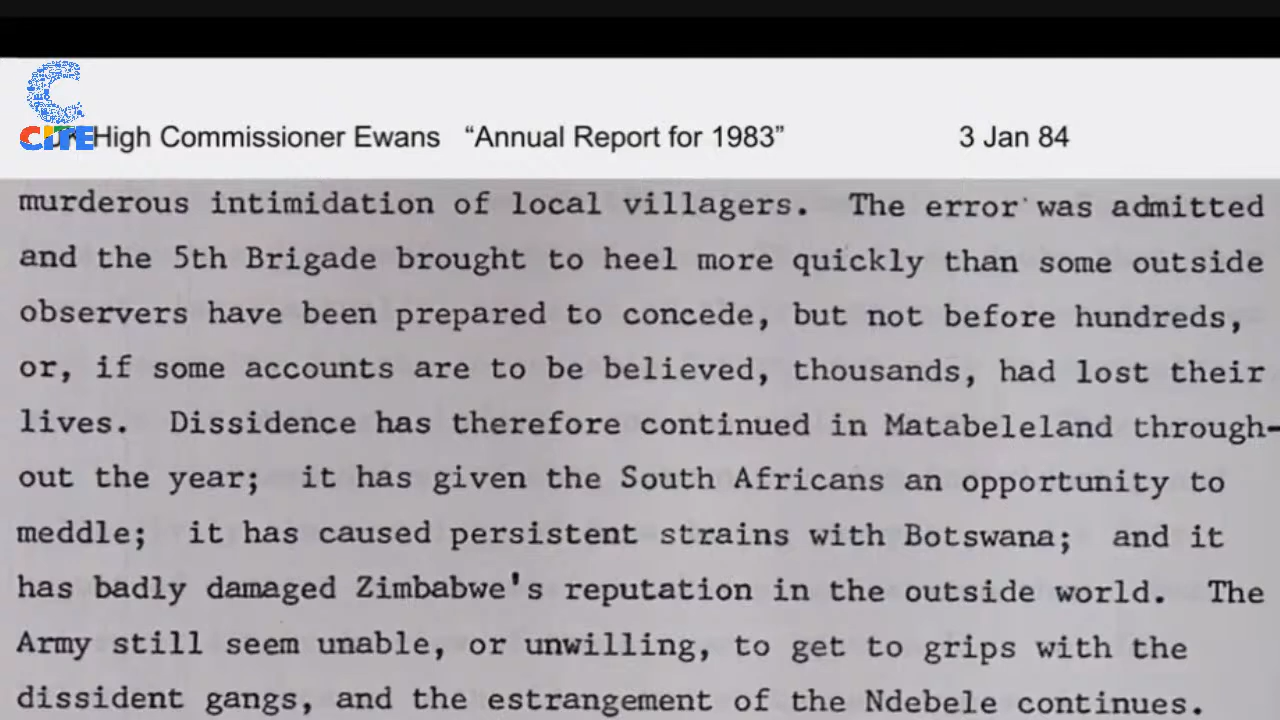 CITE
High Commissioner Ewans “Annual Report for 1983” 3 Jan 84
murderous intimidation of local villagers. The error was admitted
and the 5th Brigade brought to heel more quickly than some outside
observers have been prepared to concede, but not before hundreds,
or, if some accounts are to be believed, thousands, had lost their
lives. Dissidence has therefore continued in Matabeleland through-
out the year; it has given the South Africans an opportunity to
meddle; it has caused persistent strains with Botswana; and it
has badly damaged Zimbabwe's reputation in the outside world. The
Army still seem unable, or unwilling, to get to grips with the
dissident gangs, and the estrangement of the Ndebele continues.